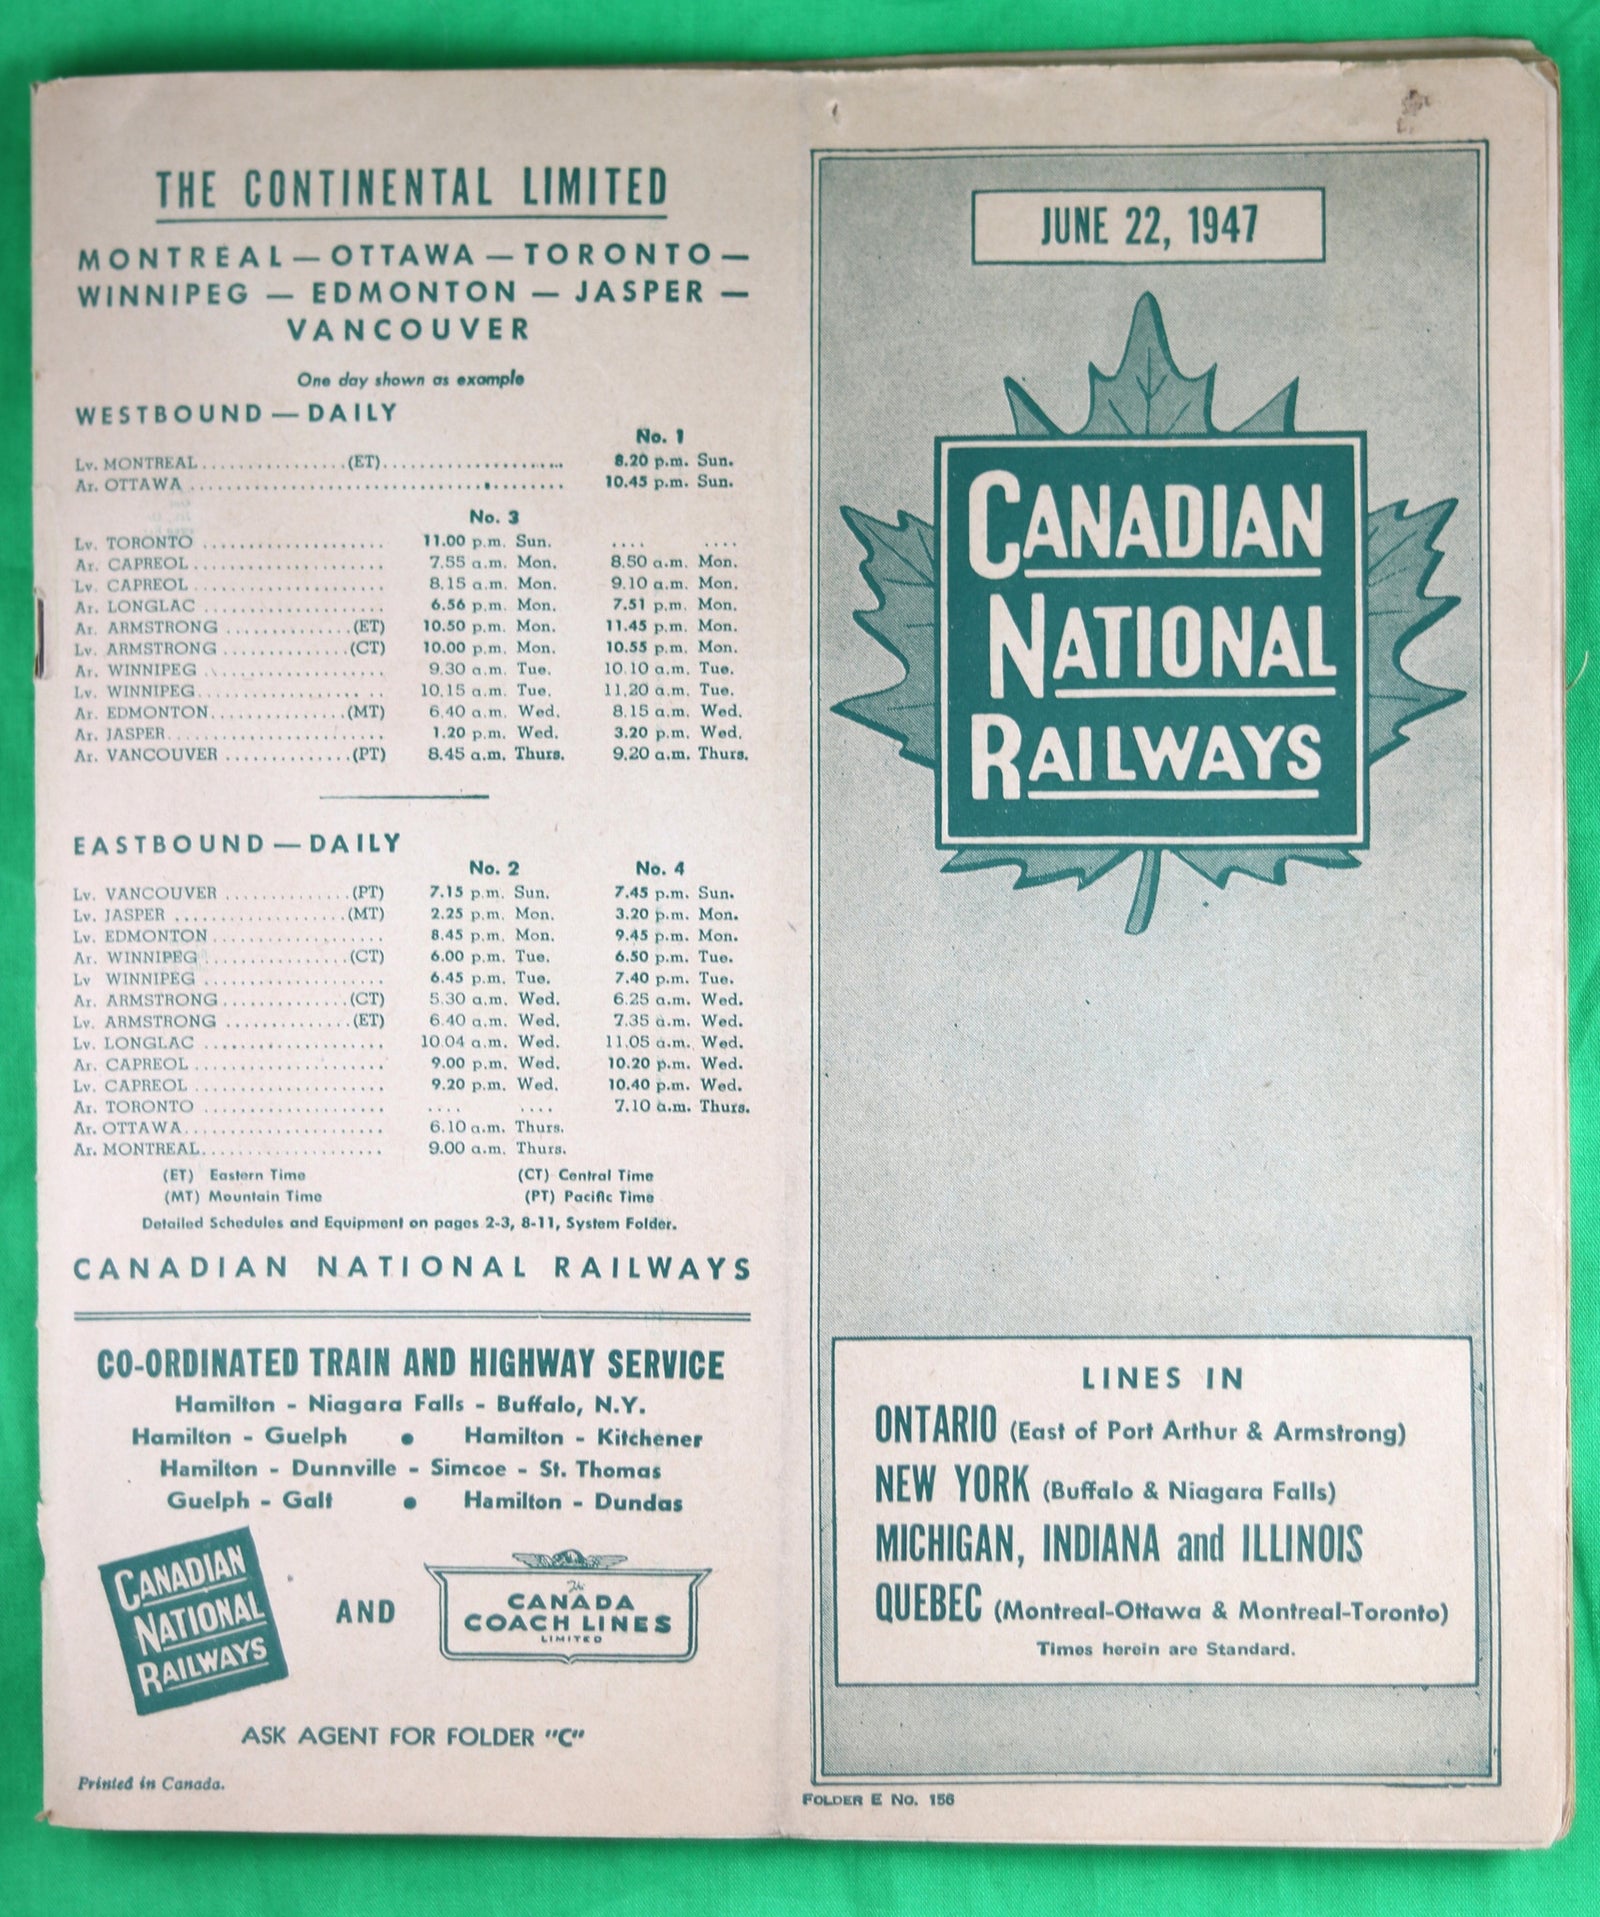 THE CONTINENTAL LIMITED
MONTREAL — OTTAWA — TORONTO —
WINNIPEG — EDMONTON — JASPER —
VANCOUVER
One day shown as example
WESTBOUND — DAILY
No. 1
Lv. MONTREAL (ET) 8.20 p.m. Sun.
Ar. OTTAWA 10.45 p.m. Sun.
No. 3
Lv. TORONTO 11.00 p.m. Sun. .... ....
Ar. CAPREOL 7.55 a.m. Mon. 8.50 a.m. Mon.
Lv. CAPREOL 8.15 a.m. Mon. 9.10 a.m. Mon.
Ar. LONGLAC 6.56 p.m. Mon. 7.51 p.m. Mon.
Ar. ARMSTRONG (ET) 10.50 p.m. Mon. 11.45 p.m. Mon.
Lv. ARMSTRONG (CT) 10.00 p.m. Mon. 10.55 p.m. Mon.
Ar. WINNIPEG 9.30 a.m. Tue. 10.10 a.m. Tue.
Lv. WINNIPEG 10.15 a.m. Tue. 11.20 a.m. Tue.
Ar. EDMONTON (MT) 6.40 a.m. Wed. 8.15 a.m. Wed.
Ar. JASPER 1.20 p.m. Wed. 3.20 p.m. Wed.
Ar. VANCOUVER (PT) 8.45 a.m. Thurs. 9.20 a.m. Thurs.
EASTBOUND — DAILY
No. 2 No. 4
Lv. VANCOUVER (PT) 7.15 p.m. Sun. 7.45 p.m. Sun.
Lv. JASPER (MT) 2.25 p.m. Mon. 3.20 p.m. Mon.
Lv. EDMONTON 8.45 p.m. Mon. 9.45 p.m. Mon.
Ar. WINNIPEG (CT) 6.00 p.m. Tue. 6.50 p.m. Tue.
Lv WINNIPEG 6.45 p.m. Tue. 7.40 p.m. Tue.
Ar. ARMSTRONG (CT) 5.30 a.m. Wed. 6.25 a.m. Wed.
Lv. ARMSTRONG (ET) 6.40 a.m. Wed. 7.35 a.m. Wed.
Lv. LONGLAC 10.04 a.m. Wed. 11.05 a.m. Wed.
Ar. CAPREOL 9.00 p.m. Wed. 10.20 p.m. Wed.
Lv. CAPREOL 9.20 p.m. Wed. 10.40 p.m. Wed.
Ar. TORONTO .... .... 7.10 a.m. Thurs.
Ar. OTTAWA 6.10 a.m. Thurs.
Ar. MONTREAL 9.00 a.m. Thurs.
(ET) Eastern Time (CT) Central Time
(MT) Mountain Time (PT) Pacific Time
Detailed Schedules and Equipment on pages 2-3, 8-11, System Folder.
CANADIAN NATIONAL RAILWAYS
CO-ORDINATED TRAIN AND HIGHWAY SERVICE
Hamilton - Niagara Falls - Buffalo, N.Y.
Hamilton - Guelph ● Hamilton - Kitchener
Hamilton - Dunnville - Simcoe - St. Thomas
Guelph - Galt ● Hamilton - Dundas
CANADIAN
NATIONAL
RAILWAYS
AND
The
CANADA
COACH LINES
LIMITED
ASK AGENT FOR FOLDER "C"
Printed in Canada.
JUNE 22, 1947
CANADIAN
NATIONAL
RAILWAYS
LINES IN
ONTARIO (East of Port Arthur & Armstrong)
NEW YORK (Buffalo & Niagara Falls)
MICHIGAN, INDIANA and ILLINOIS
QUEBEC (Montreal-Ottawa & Montreal-Toronto)
Times herein are Standard.
FOLDER E No. 156